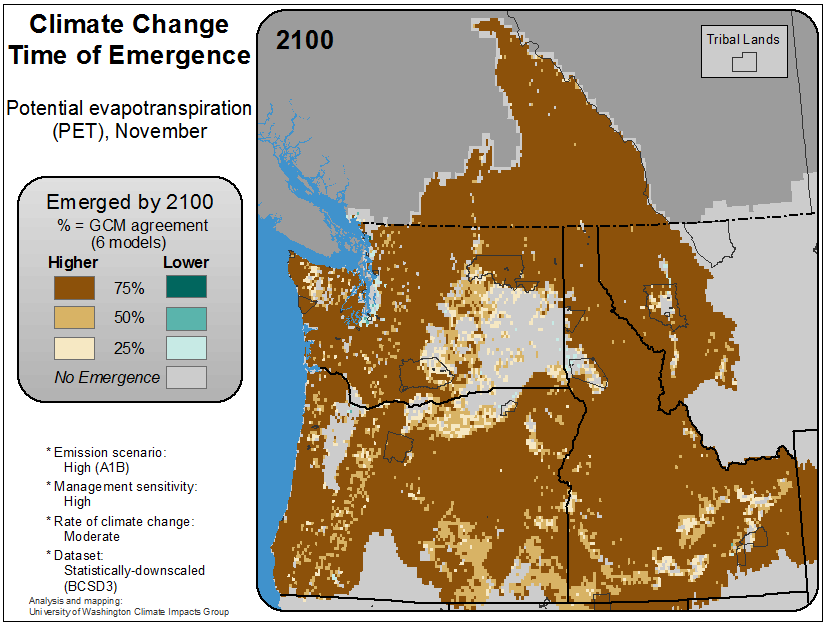 Climate Change
Time of Emergence
Potential evapotranspiration
(PET), November
Emerged by 2100
% = GCM agreement
(6 models)
Higher Lower
75%
50%
25%
No Emergence
* Emission scenario:
High (A1B)
* Management sensitivity:
High
* Rate of climate change:
Moderate
* Dataset:
Statistically-downscaled
(BCSD3)
Analysis and mapping:
University of Washington Climate Impacts Group
2100
Tribal Lands